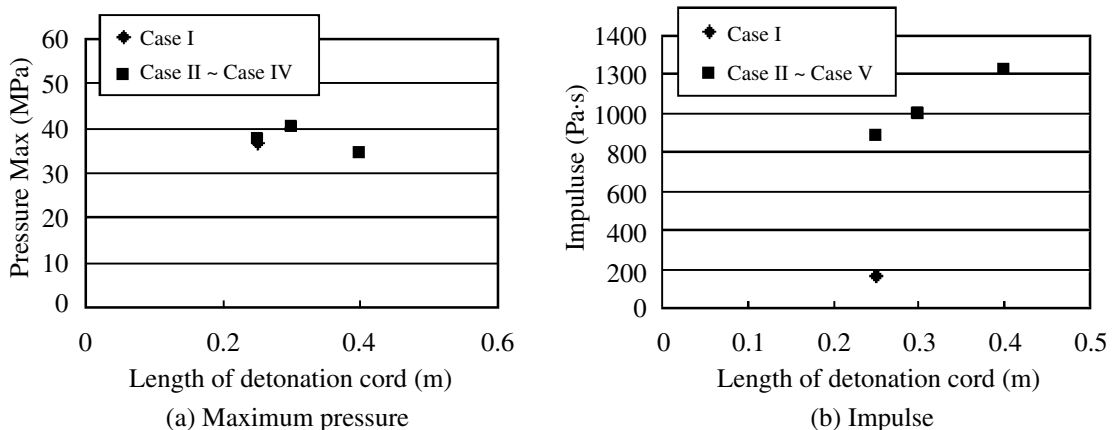 60
50
40
30
20
10
0
Pressure Max (MPa)
Case I
Case II ~ Case IV
0 0.2 0.4 0.6
Length of detonation cord (m)
(a) Maximum pressure
1400
1300
1000
800
600
400
200
0
Impuluse (Pa·s)
Case I
Case II ~ Case V
0 0.1 0.2 0.3 0.4 0.5
Length of detonation cord (m)
(b) Impulse